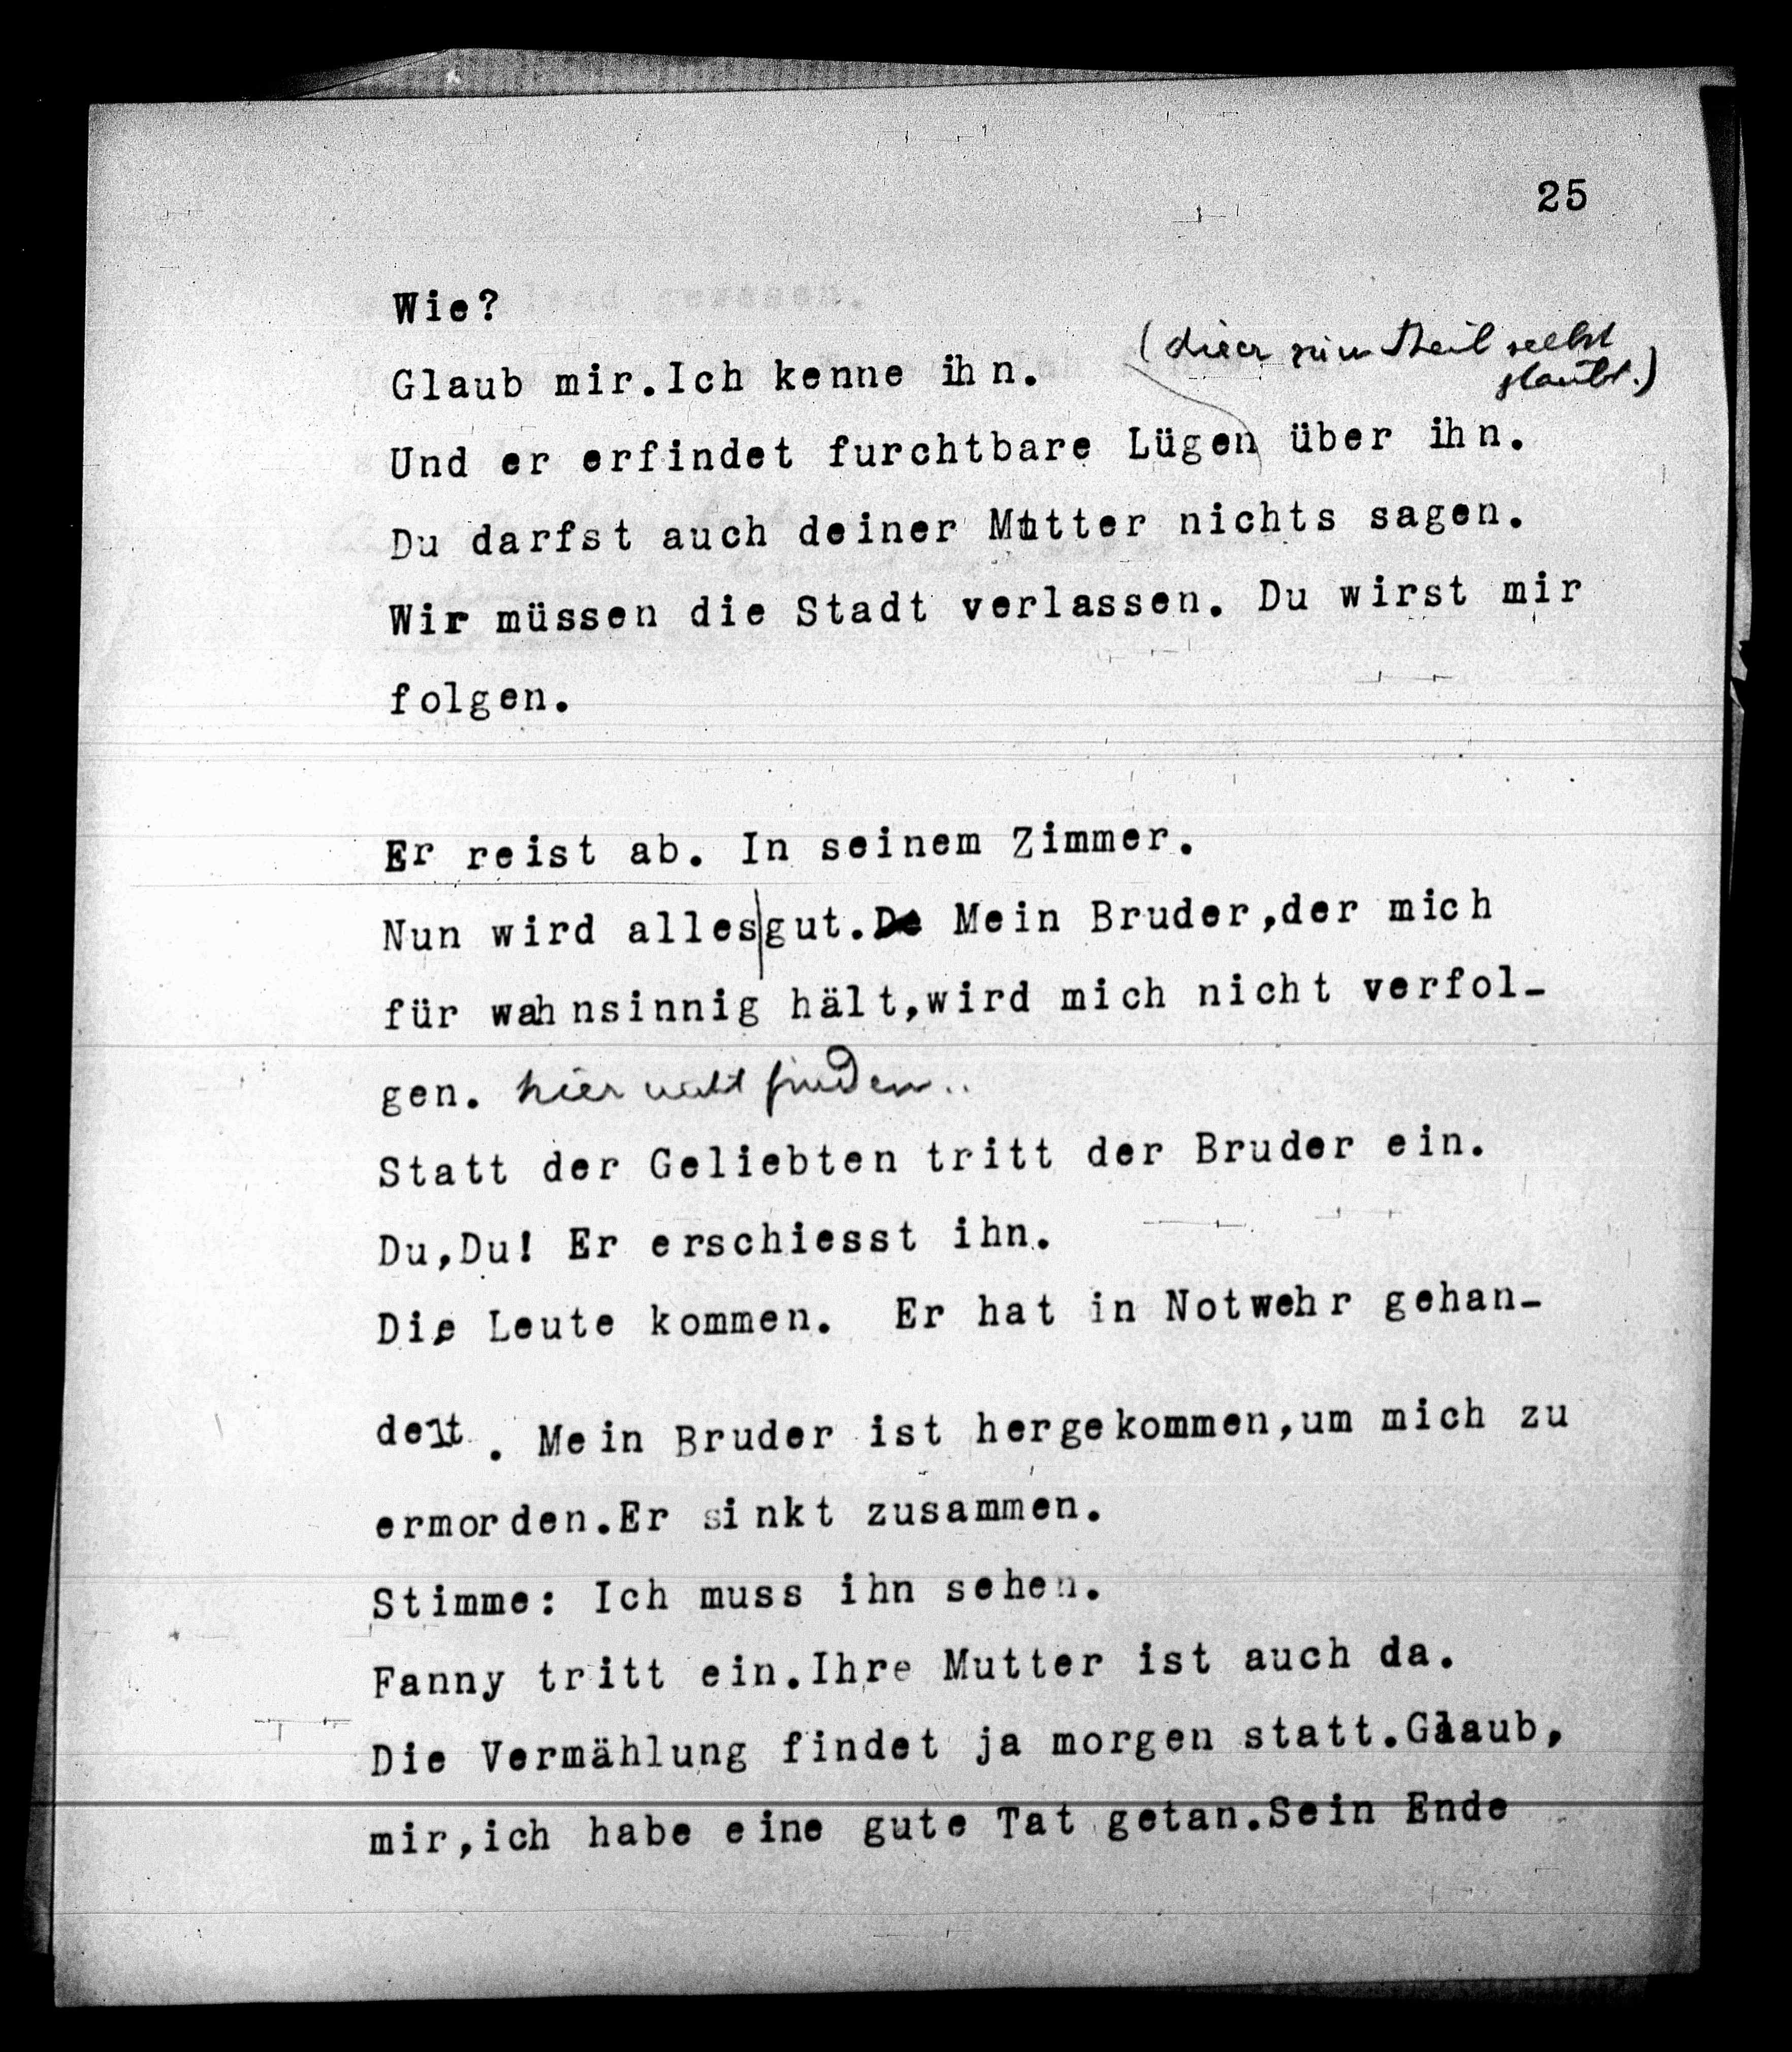 25
Wie?
(die er zum Theil selbst
glaubt.)
Glaub mir.Ich kenne ihn.
Und er erfindet furchtbare Lügen über ihn.
Du darfst auch deiner Mutter nichts sagen.
Wir müssen die Stadt verlassen. Du wirst mir
folgen.
Er reist ab. In seinem Zimmer.
Nun wird alles gut. Mein Bruder,der mich
für wahnsinnig hält,wird mich nicht verfol-
gen. hier nicht finden..
Statt der Geliebten tritt der Bruder ein.
Du,Du! Er erschiesst ihn.
Die Leute kommen. Er hat in Notwehr gehan-
delt. Mein Bruder ist hergekommen,um mich zu
ermorden.Er sinkt zusammen.
Stimme: Ich muss ihn sehen.
Fanny tritt ein.Ihre Mutter ist auch da.
Die Vermählung findet ja morgen statt.Glaub,
mir,ich habe eine gute Tat getan.Sein Ende